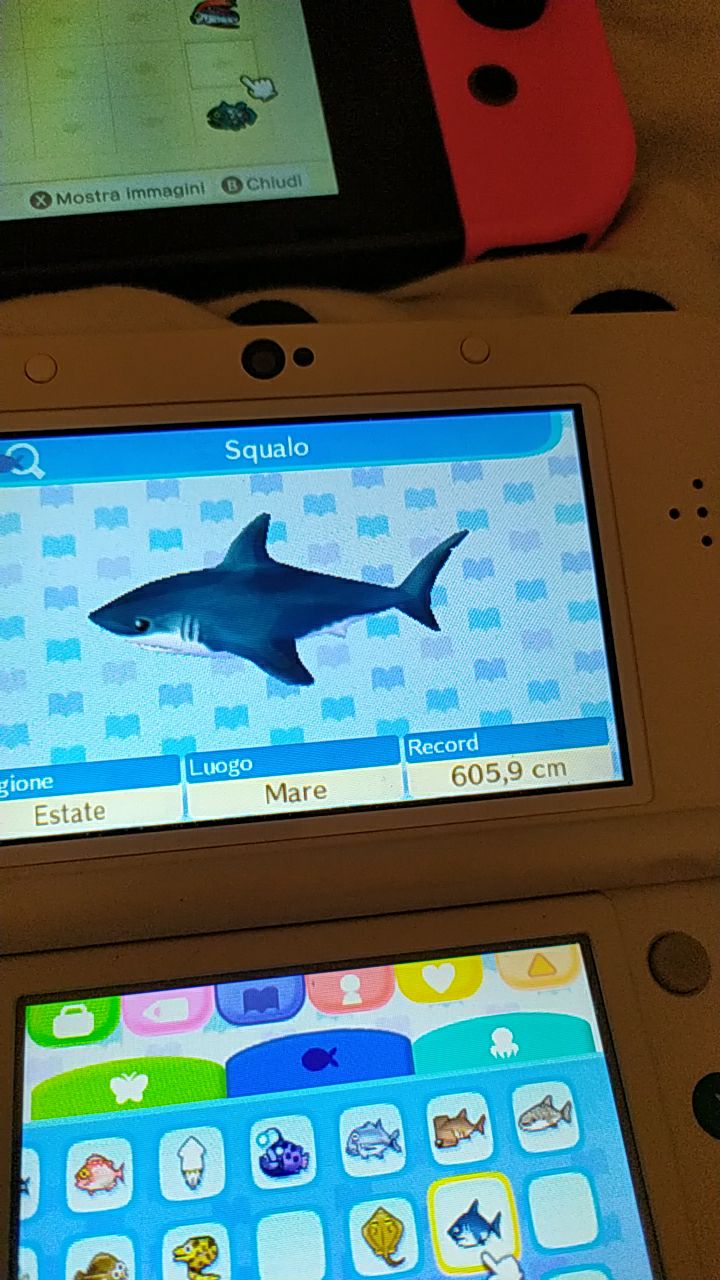 X Mostra immagini B Chiudi
Squalo
gione
Estate
Luogo
Mare
Record
605,9 cm